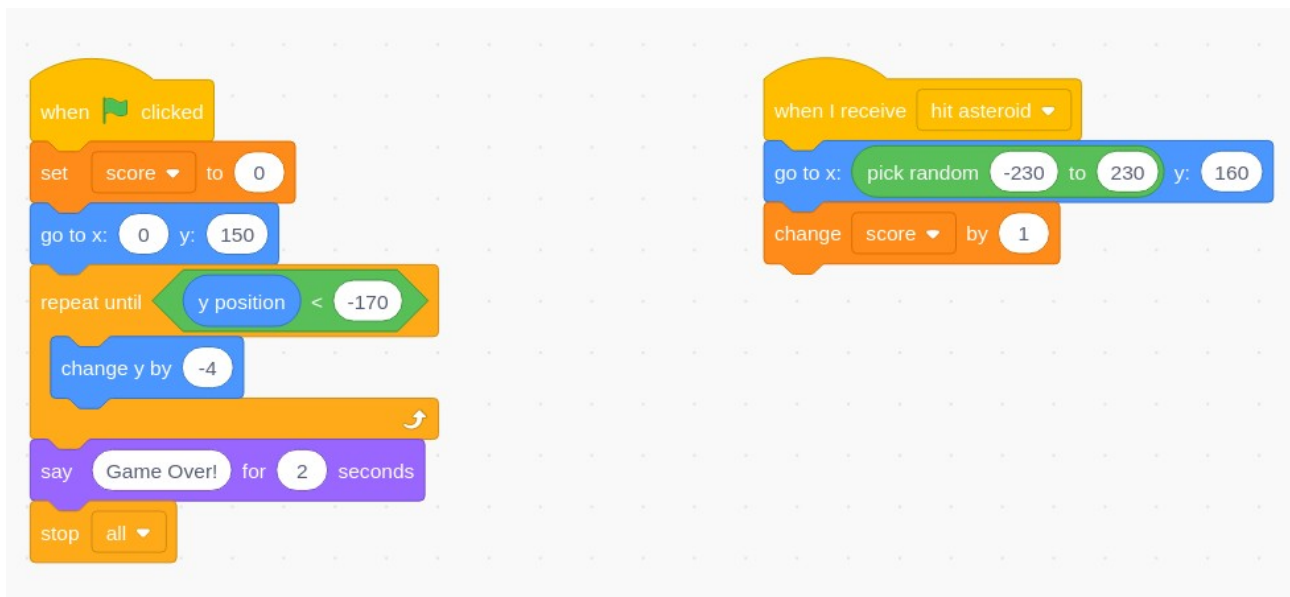 when clicked
set score to 0
go to x: 0 y: 150
repeat until y position < -170
change y by -4
say Game Over! for 2 seconds
stop all
when I receive hit asteroid
go to x: pick random -230 to 230 y: 160
change score by 1